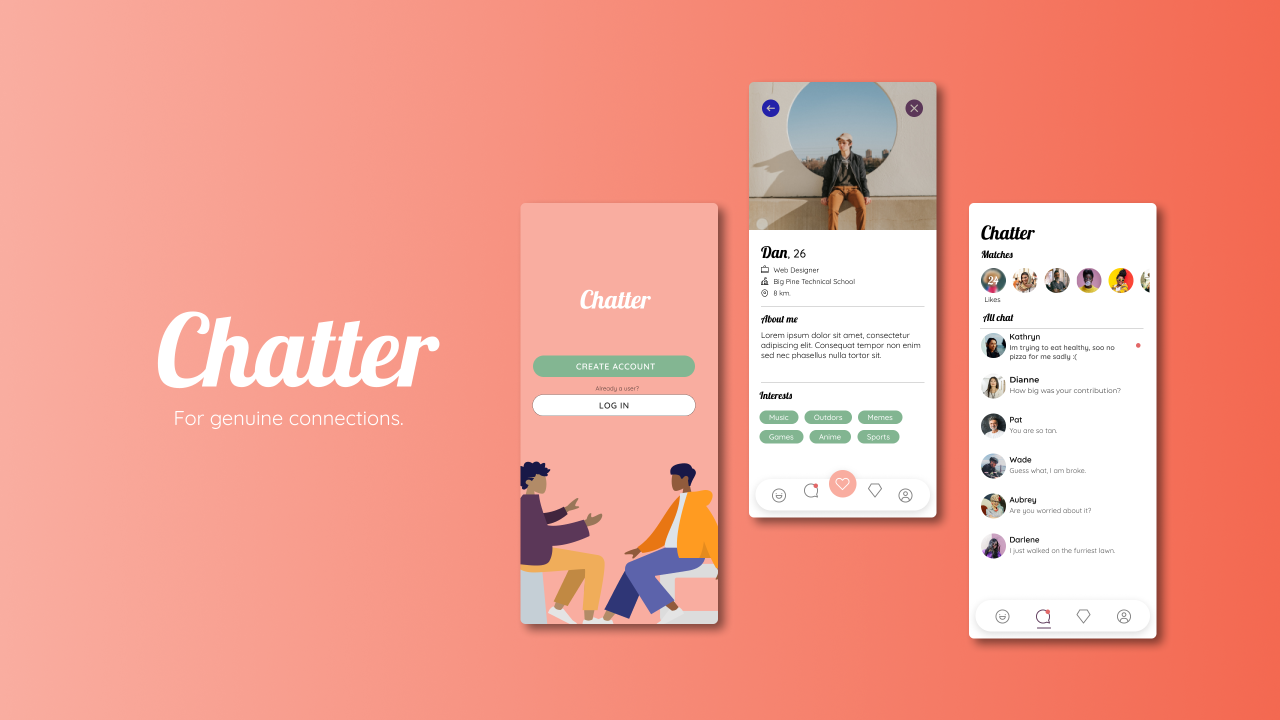 Chatter
For genuine connections.
Chatter
CREATE ACCOUNT
Already a user?
LOG IN
Dan, 26
Web Designer
Big Pine Technical School
8 km.
About me
Lorem ipsum dolor sit amet, consectetur
adipiscing elit. Consequat tempor non enim
sed nec phasellus nulla tortor sit.
Interests
Music Outdors Memes
Games Anime Sports
Chatter
Matches
24
Likes
All chat
Kathryn
Im trying to eat healthy, soo no
pizza for me sadly :(
Dianne
How big was your contribution?
Pat
You are so tan.
Wade
Guess what, I am broke.
Aubrey
Are you worried about it?
Darlene
I just walked on the furriest lawn.